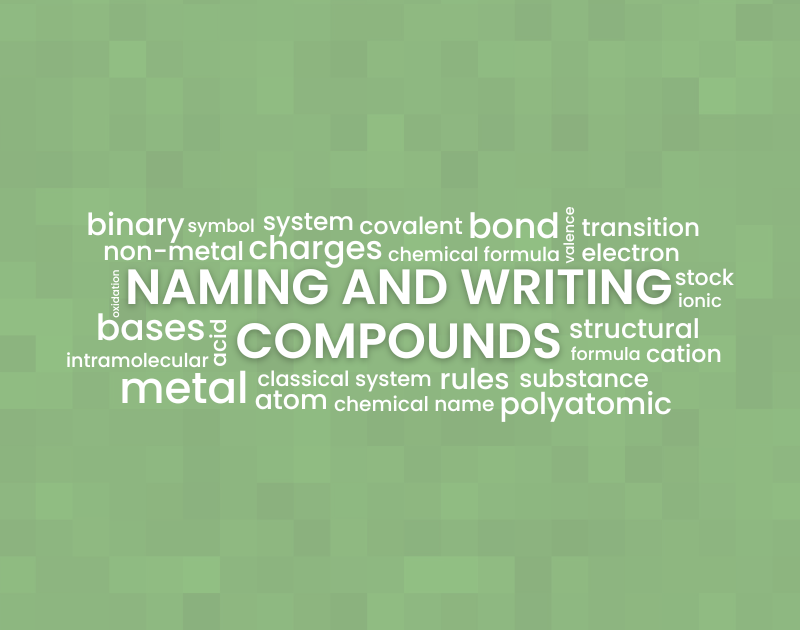 binary symbol system covalent bond valence transition
non-metal charges chemical formula electron
oxidation NAMING AND WRITING stock
ionic
bases acid COMPOUNDS structural
intramolecular formula cation
metal classical system rules substance
atom chemical name polyatomic